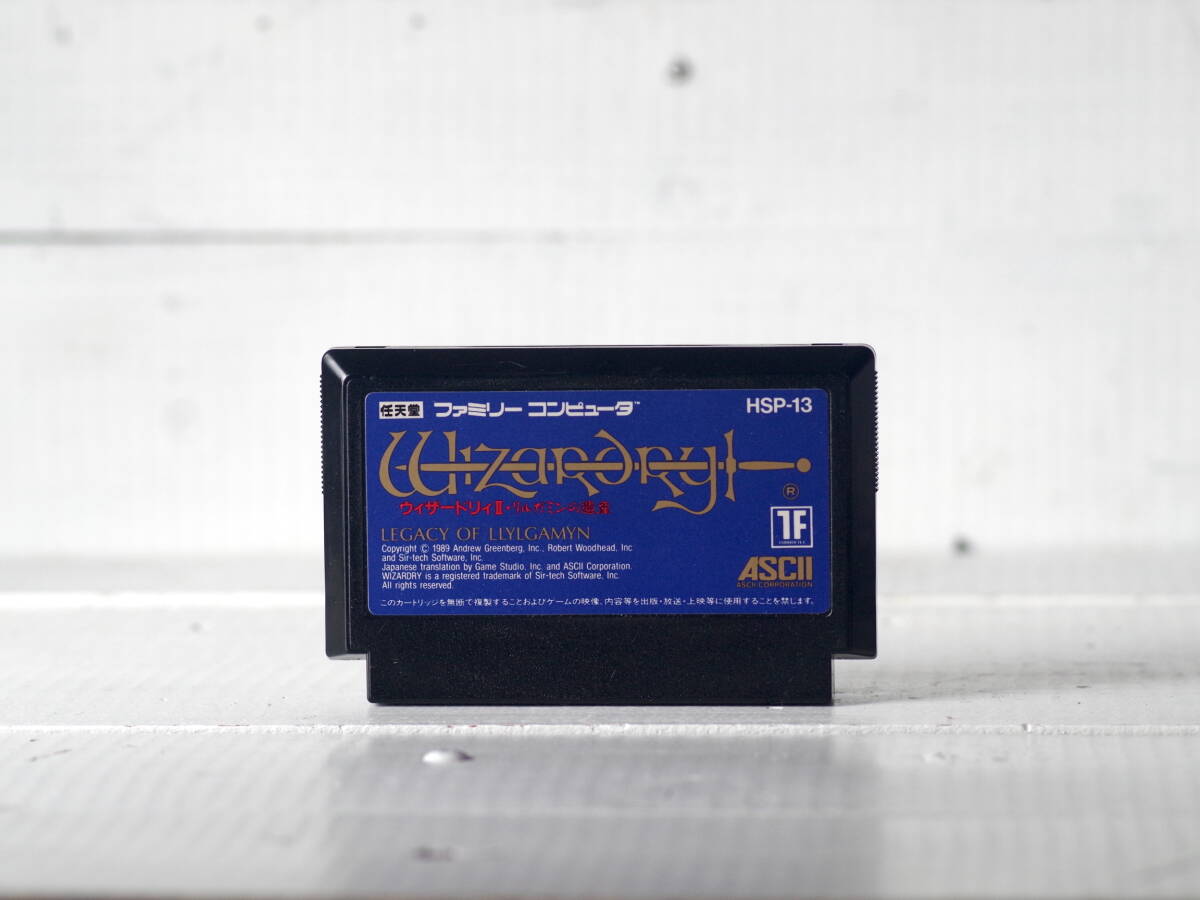 任天堂 ファミリー コンピュータ™ HSP-13
Wizardry
®
ウィザードリィII・リルガミンの遺産
LEGACY OF LLYLGAMYN
Copyright © 1989 Andrew Greenberg, Inc., Robert Woodhead, Inc
and Sir-tech Software, Inc.
Japanese translation by Game Studio, Inc. and ASCII Corporation.
WIZARDRY is a registered trademark of Sir-tech Software, Inc.
All rights reserved.
1F
ASCII
ASCII CORPORATION
このカートリッジを無断で複製することおよびゲームの映像、内容等を出版・放送・上映等に使用することを禁します。